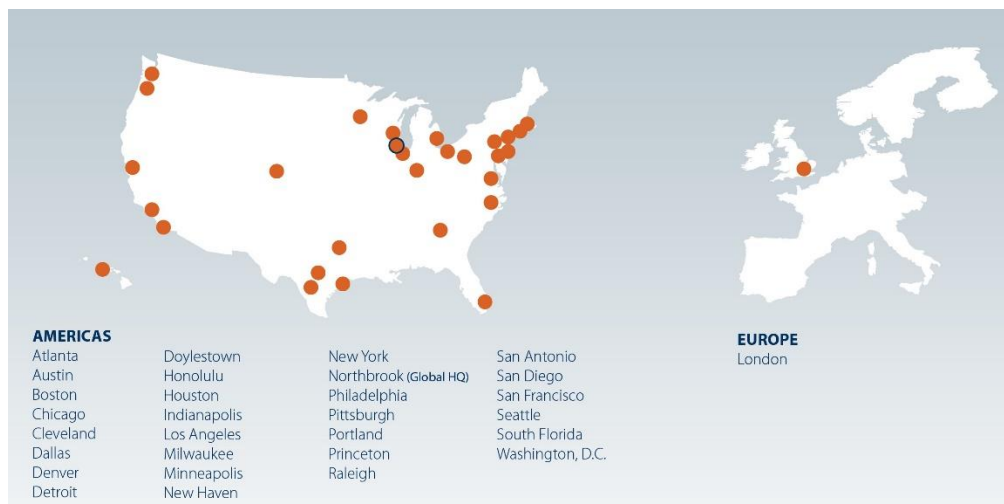 AMERICAS
Atlanta
Austin
Boston
Chicago
Cleveland
Dallas
Denver
Detroit
Doylestown
Honolulu
Houston
Indianapolis
Los Angeles
Milwaukee
Minneapolis
New Haven
New York
Northbrook (Global HQ)
Philadelphia
Pittsburgh
Portland
Princeton
Raleigh
San Antonio
San Diego
San Francisco
Seattle
South Florida
Washington, D.C.
EUROPE
London